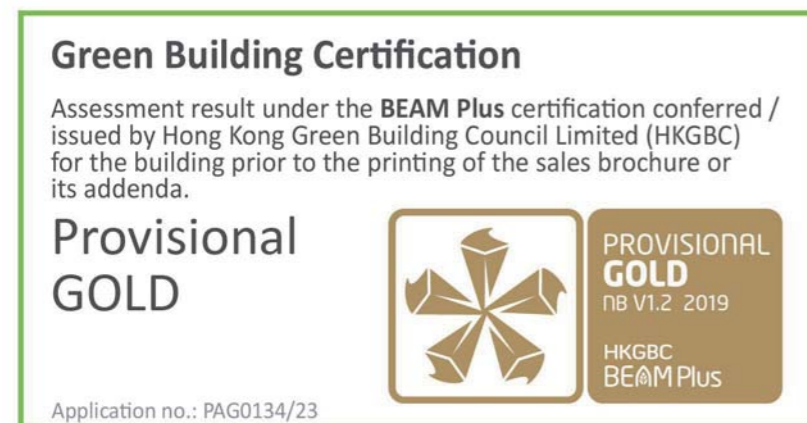 Green Building Certification
Assessment result under the BEAM Plus certification conferred /
issued by Hong Kong Green Building Council Limited (HKGBC)
for the building prior to the printing of the sales brochure or
its addenda.
Provisional
GOLD
PROVISIONAL
GOLD
NB V1.2 2019
HKGBC
BEAM Plus
Application no.: PAG0134/23